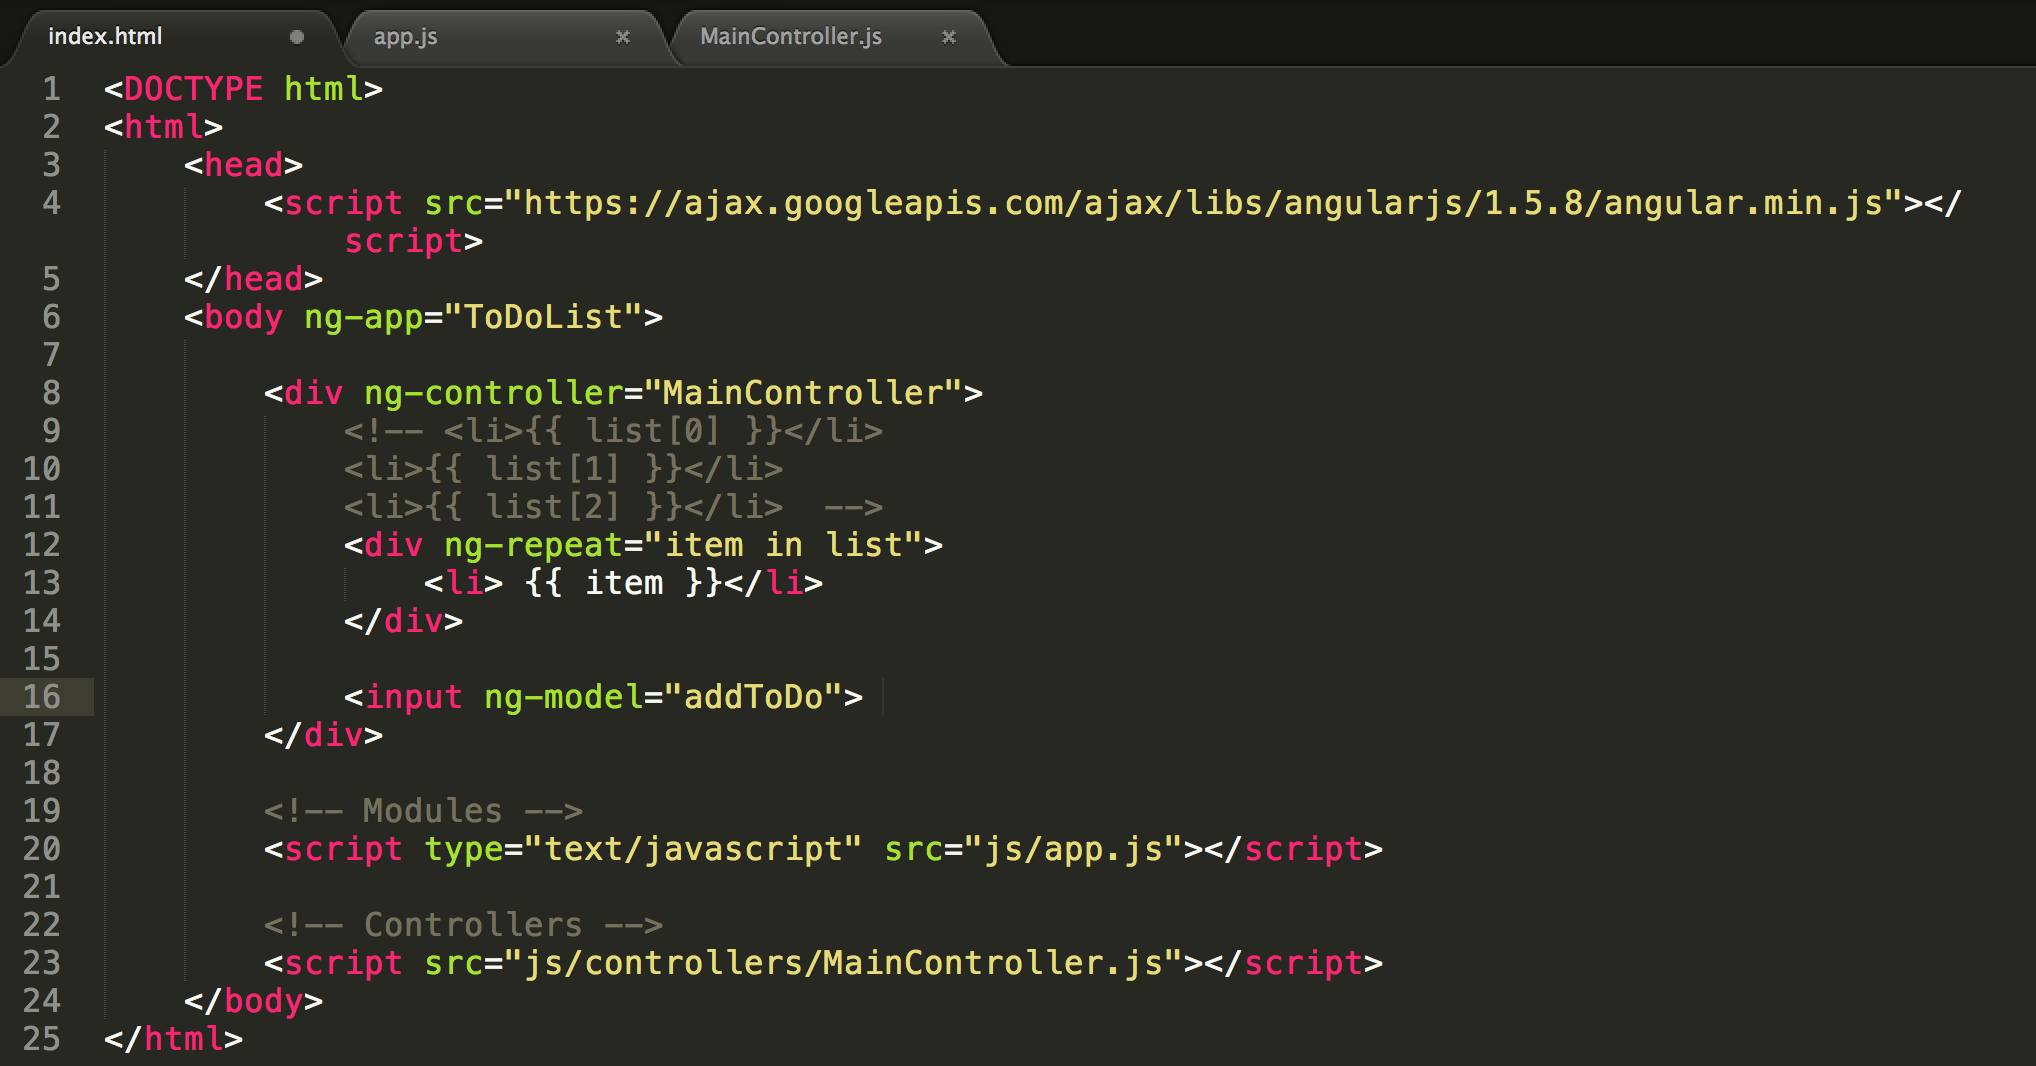 index.html app.js MainController.js
1 <DOCTYPE html>
2 <html>
3 <head>
4 <script src="https://ajax.googleapis.com/ajax/libs/angularjs/1.5.8/angular.min.js"></
script>
5 </head>
6 <body ng-app="ToDoList">
7
8 <div ng-controller="MainController">
9 <!-- <li>{{ list[0] }}</li>
10 <li>{{ list[1] }}</li>
11 <li>{{ list[2] }}</li>  -->
12 <div ng-repeat="item in list">
13 <li> {{ item }}</li>
14 </div>
15
16 <input ng-model="addToDo">
17 </div>
18
19 <!-- Modules -->
20 <script type="text/javascript" src="js/app.js"></script>
21
22 <!-- Controllers -->
23 <script src="js/controllers/MainController.js"></script>
24 </body>
25 </html>